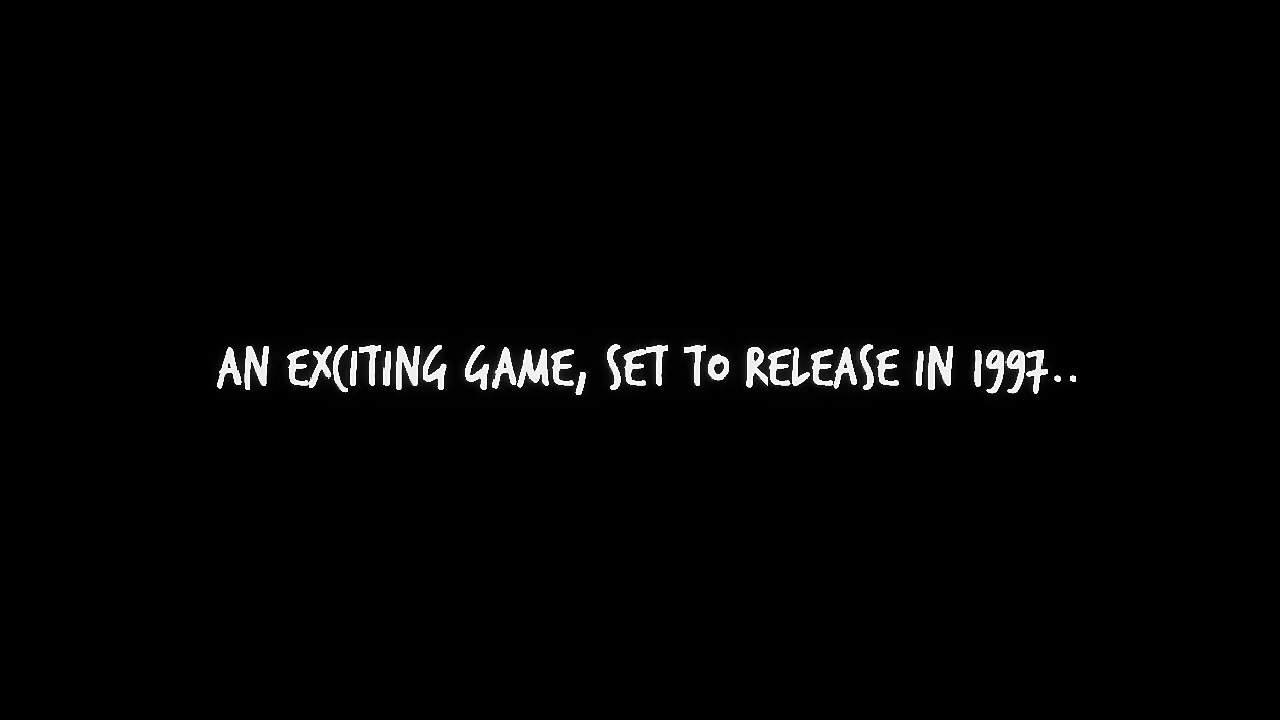 AN EXCITING GAME, SET TO RELEASE IN 1997..